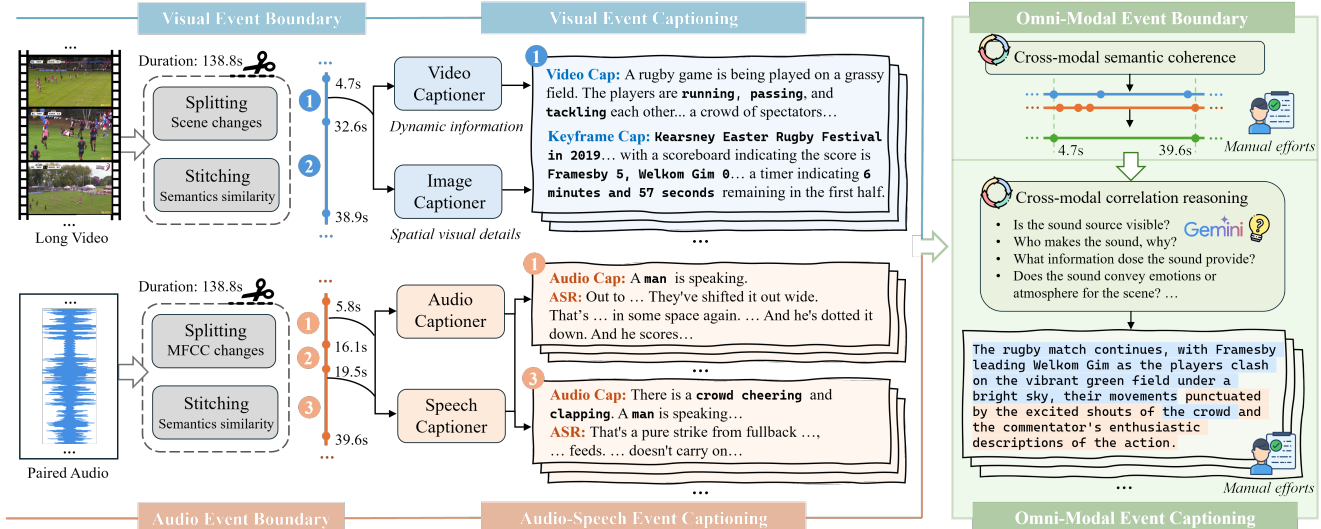 Visual Event Boundary
Visual Event Captioning
Omni-Modal Event Boundary
...
Long Video
Duration: 138.8s
Splitting
Scene changes
Stitching
Semantics similarity
...
4.7s
1
32.6s
2
38.9s
...
Video
Captioner
Dynamic information
Image
Captioner
Spatial visual details
1
Video Cap: A rugby game is being played on a grassy
field. The players are running, passing, and
tackling each other... a crowd of spectators…
Keyframe Cap: Kearsney Easter Rugby Festival
in 2019… with a scoreboard indicating the score is
Framesby 5, Welkom Gim 0… a timer indicating 6
minutes and 57 seconds remaining in the first half.
...
...
...
Paired Audio
Duration: 138.8s
Splitting
MFCC changes
Stitching
Semantics similarity
...
5.8s
1
16.1s
2
19.5s
3
39.6s
...
Audio
Captioner
Speech
Captioner
1
Audio Cap: A man is speaking.
ASR: Out to … They've shifted it out wide.
That’s … in some space again. … And he's dotted it
down. And he scores…
3
Audio Cap: There is a crowd cheering and
clapping. A man is speaking…
ASR: That's a pure strike from fullback …,
… feeds. … doesn't carry on…
...
Cross-modal semantic coherence
4.7s
39.6s
Manual efforts
Cross-modal correlation reasoning
• Is the sound source visible?
Gemini
• Who makes the sound, why?
• What information dose the sound provide?
• Does the sound convey emotions or
atmosphere for the scene? …
The rugby match continues, with Framesby
leading Welkom Gim as the players clash
on the vibrant green field under a
bright sky, their movements punctuated
by the excited shouts of the crowd and
the commentator's enthusiastic
descriptions of the action.
...
Manual efforts
Audio Event Boundary
Audio-Speech Event Captioning
Omni-Modal Event Captioning